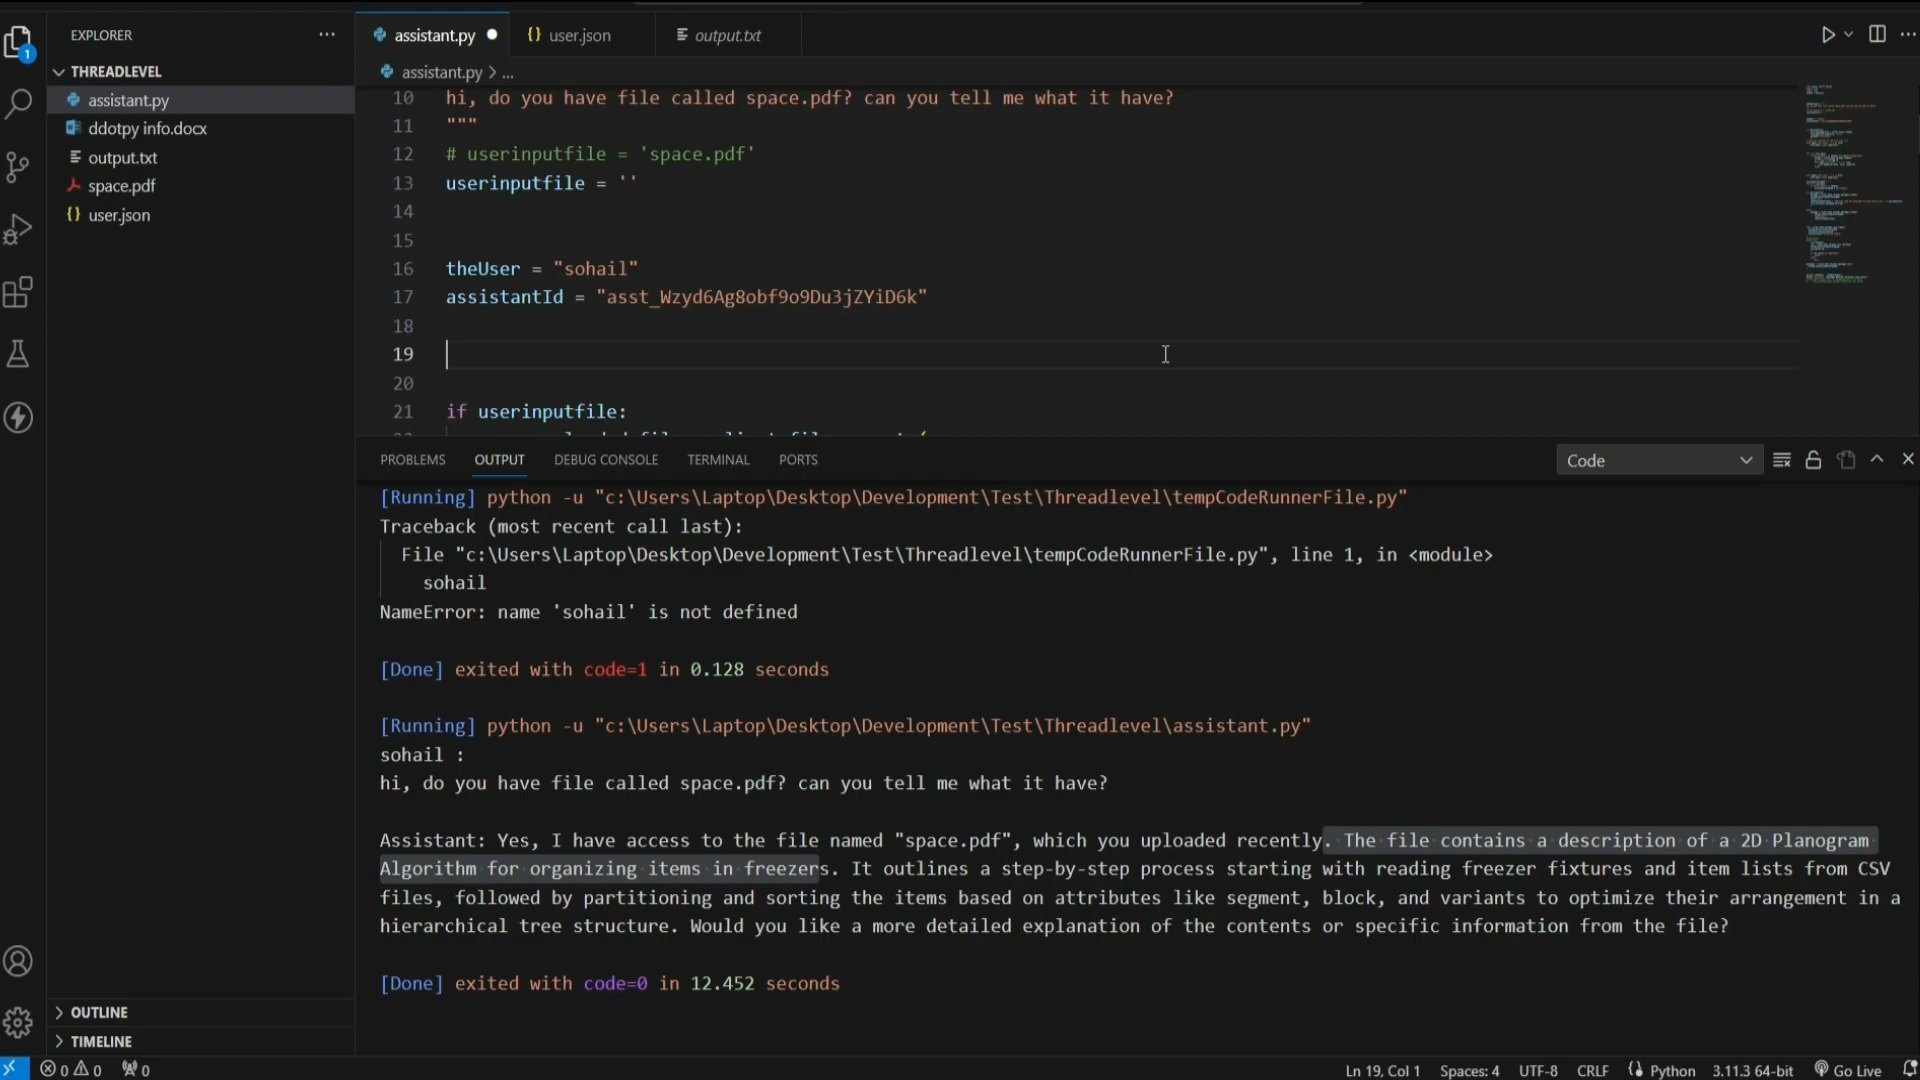 EXPLORER
THREADLEVEL
assistant.py
ddotpy info.docx
output.txt
space.pdf
user.json
OUTLINE
TIMELINE
1
assistant.py
user.json
output.txt
assistant.py > ...
10 hi, do you have file called space.pdf? can you tell me what it have?
11 """
12 # userinputfile = 'space.pdf'
13 userinputfile = ''
14
15
16 theUser = "sohail"
17 assistantId = "asst_Wzyd6Ag8obf9o9Du3jZYiD6k"
18
19
20
21 if userinputfile:
PROBLEMS OUTPUT DEBUG CONSOLE TERMINAL PORTS Code
[Running] python -u "c:\Users\Laptop\Desktop\Development\Test\Threadlevel\tempCodeRunnerFile.py"
Traceback (most recent call last):
File "c:\Users\Laptop\Desktop\Development\Test\Threadlevel\tempCodeRunnerFile.py", line 1, in <module>
sohail
NameError: name 'sohail' is not defined
[Done] exited with code=1 in 0.128 seconds
[Running] python -u "c:\Users\Laptop\Desktop\Development\Test\Threadlevel\assistant.py"
sohail :
hi, do you have file called space.pdf? can you tell me what it have?
Assistant: Yes, I have access to the file named "space.pdf", which you uploaded recently. The file contains a description of a 2D Planogram
Algorithm for organizing items in freezers. It outlines a step-by-step process starting with reading freezer fixtures and item lists from CSV
files, followed by partitioning and sorting the items based on attributes like segment, block, and variants to optimize their arrangement in a
hierarchical tree structure. Would you like a more detailed explanation of the contents or specific information from the file?
[Done] exited with code=0 in 12.452 seconds
0 0 0 Ln 19, Col 1 Spaces: 4 UTF-8 CRLF Python 3.11.3 64-bit Go Live